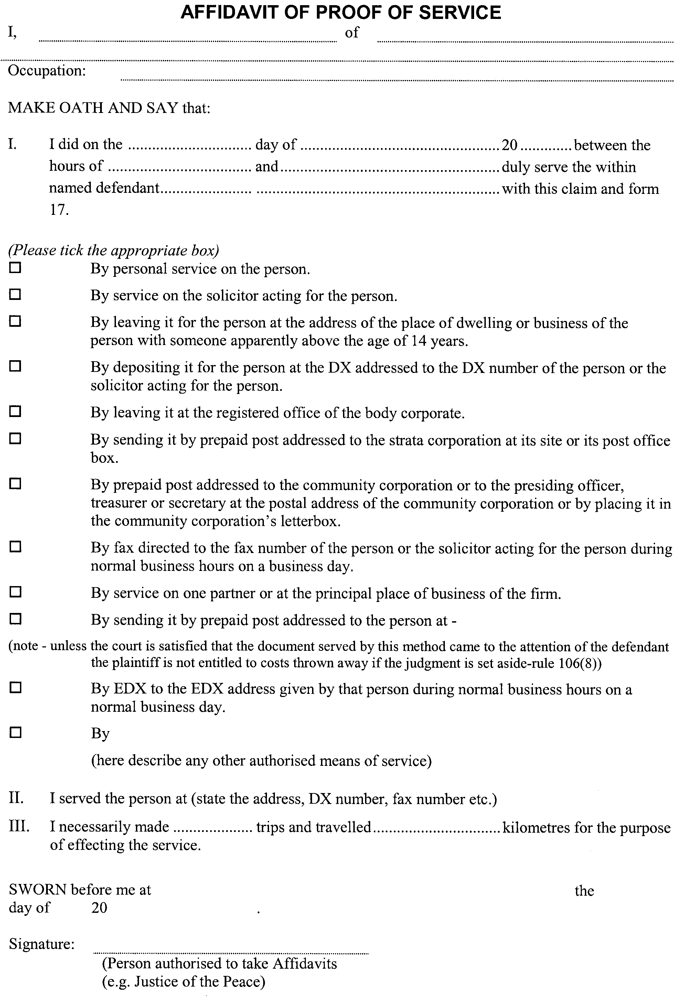 AFFIDAVIT OF PROOF OF SERVICE
I, ........................ of ........................
........................
Occupation: ........................
MAKE OATH AND SAY that:
I. I did on the ............................... day of .................................................. 20 ............. between the
hours of .................................... and....................................................... duly serve the within
named defendant....................... ............................................................. with this claim and form
17.
(Please tick the appropriate box)
☐ By personal service on the person.
☐ By service on the solicitor acting for the person.
☐ By leaving it for the person at the address of the place of dwelling or business of the
person with someone apparently above the age of 14 years.
☐ By depositing it for the person at the DX addressed to the DX number of the person or the
solicitor acting for the person.
☐ By leaving it at the registered office of the body corporate.
☐ By sending it by prepaid post addressed to the strata corporation at its site or its post office
box.
☐ By prepaid post addressed to the community corporation or to the presiding officer,
treasurer or secretary at the postal address of the community corporation or by placing it in
the community corporation's letterbox.
☐ By fax directed to the fax number of the person or the solicitor acting for the person during
normal business hours on a business day.
☐ By service on one partner or at the principal place of business of the firm.
☐ By sending it by prepaid post addressed to the person at -
(note - unless the court is satisfied that the document served by this method came to the attention of the defendant
the plaintiff is not entitled to costs thrown away if the judgment is set aside-rule 106(8))
☐ By EDX to the EDX address given by that person during normal business hours on a
normal business day.
☐ By
(here describe any other authorised means of service)
II. I served the person at (state the address, DX number, fax number etc.)
III. I necessarily made .................... trips and travelled................................ kilometres for the purpose
of effecting the service.
SWORN before me at the
day of 20 .
Signature: ........................
(Person authorised to take Affidavits
(e.g. Justice of the Peace)